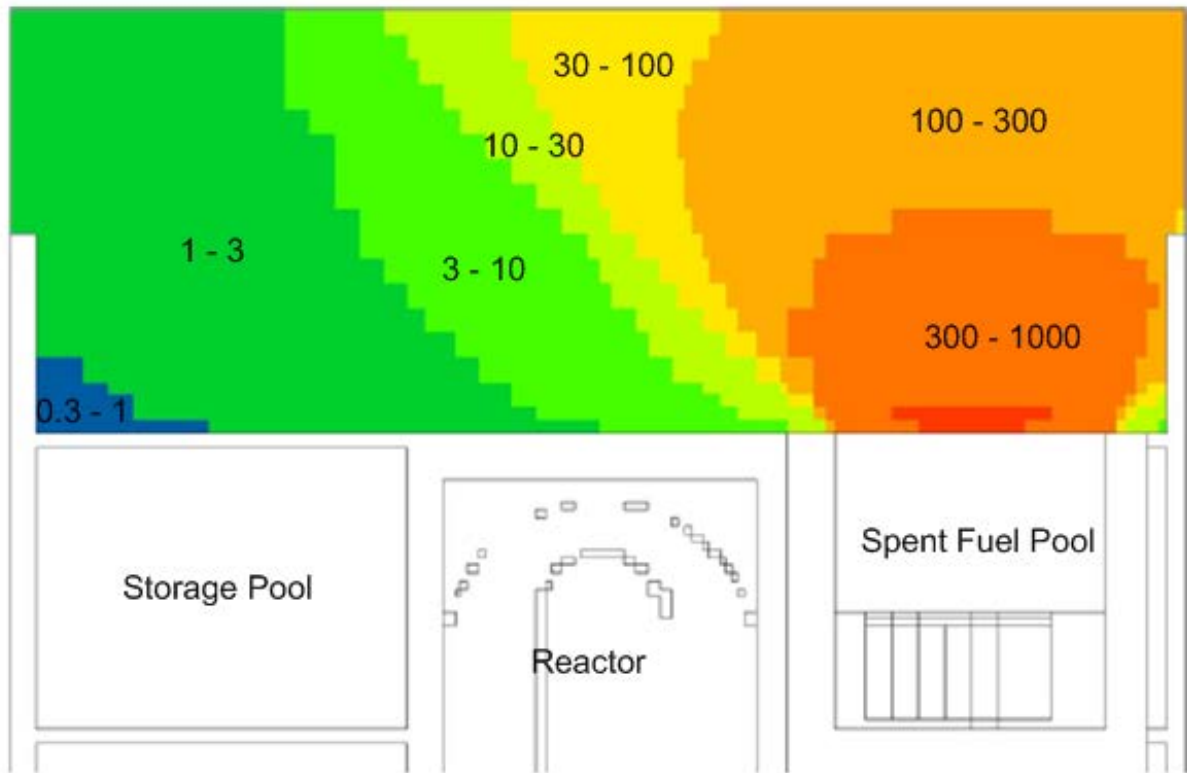 30 - 100
100 - 300
10 - 30
1 - 3
3 - 10
300 - 1000
0.3 - 1
Spent Fuel Pool
Storage Pool
Reactor